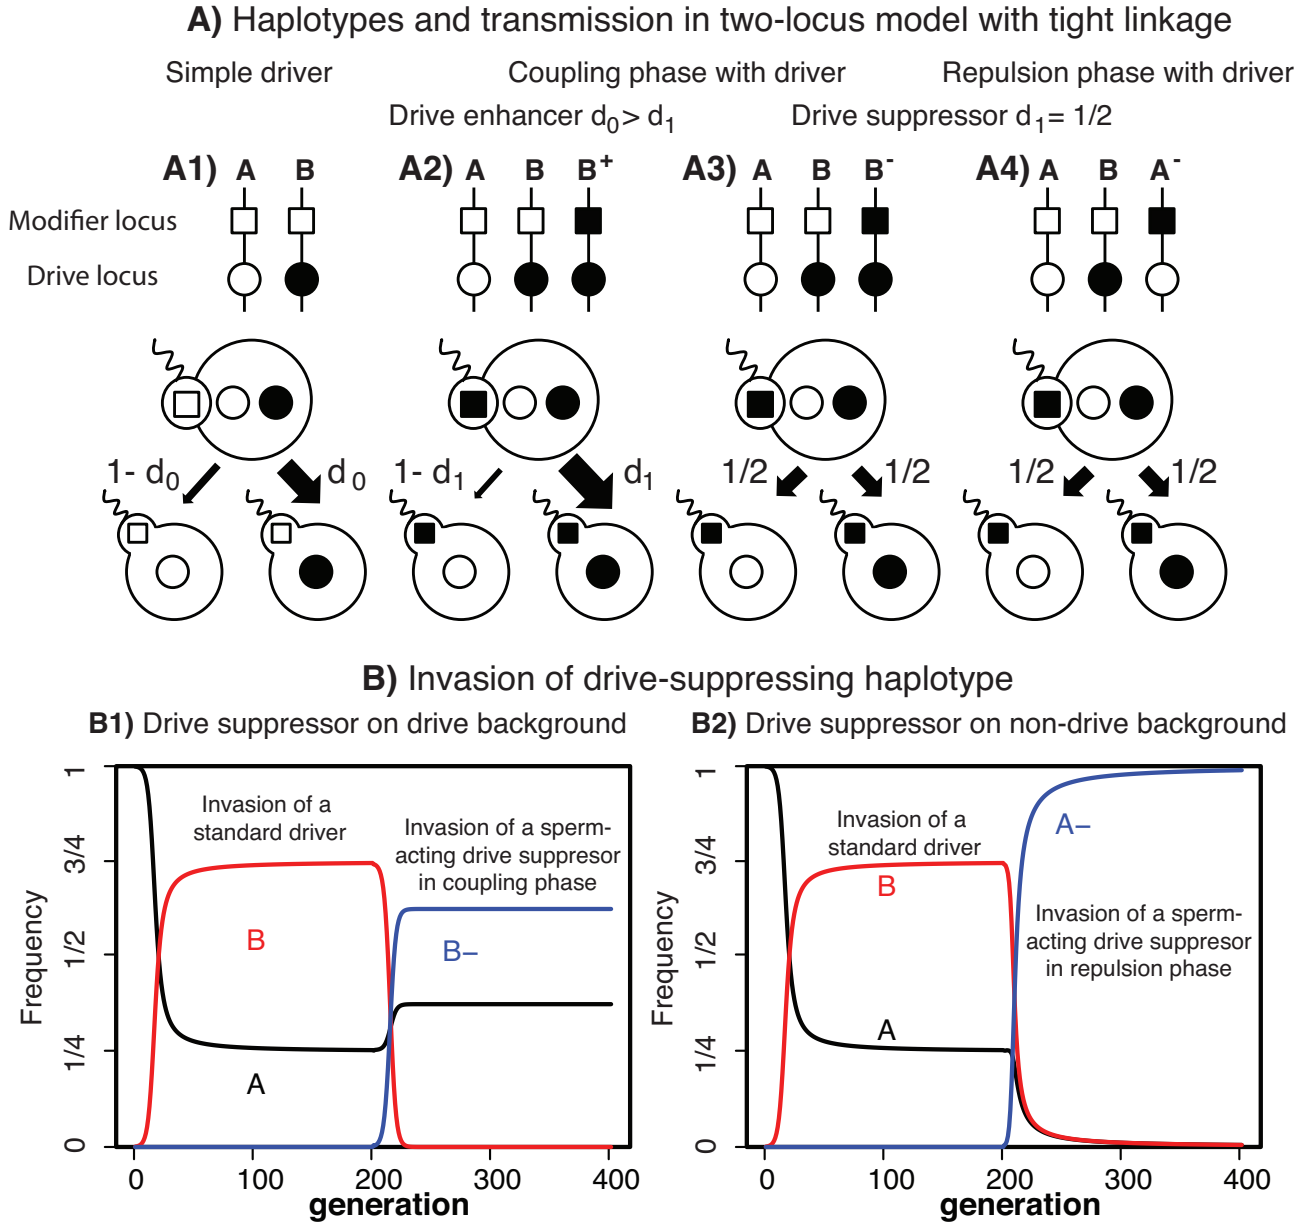 A) Haplotypes and transmission in two-locus model with tight linkage
Simple driver
Coupling phase with driver
Repulsion phase with driver
Drive enhancer d0> d1
Drive suppressor d1= 1/2
A1) A B
A2) A B B+
A3) A B B-
A4) A B A-
Modifier locus
Drive locus
1- d0 d0
1- d1 d1
1/2 1/2
1/2 1/2
B) Invasion of drive-suppressing haplotype
B1) Drive suppressor on drive background
Frequency
1
3/4
1/2
1/4
0
Invasion of a
standard driver
Invasion of a sperm-
acting drive suppresor
in coupling phase
B
B−
A
0 100 200 300 400
generation
B2) Drive suppressor on non-drive background
Frequency
1
3/4
1/2
1/4
0
Invasion of a
standard driver
B
A−
Invasion of a sperm-
acting drive suppresor
in repulsion phase
A
0 100 200 300 400
generation